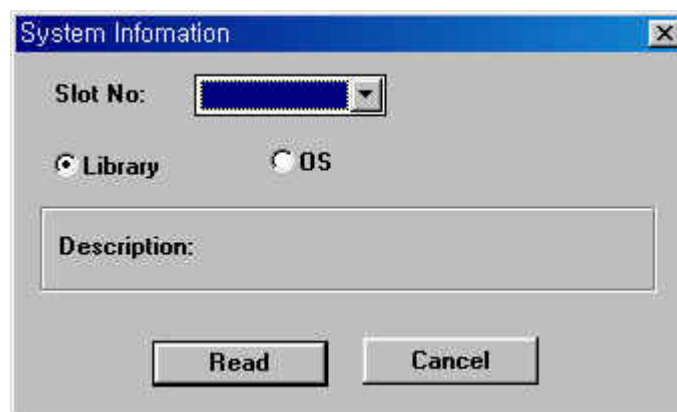 System Infomation
Slot No:
Library OS
Description:
Read Cancel